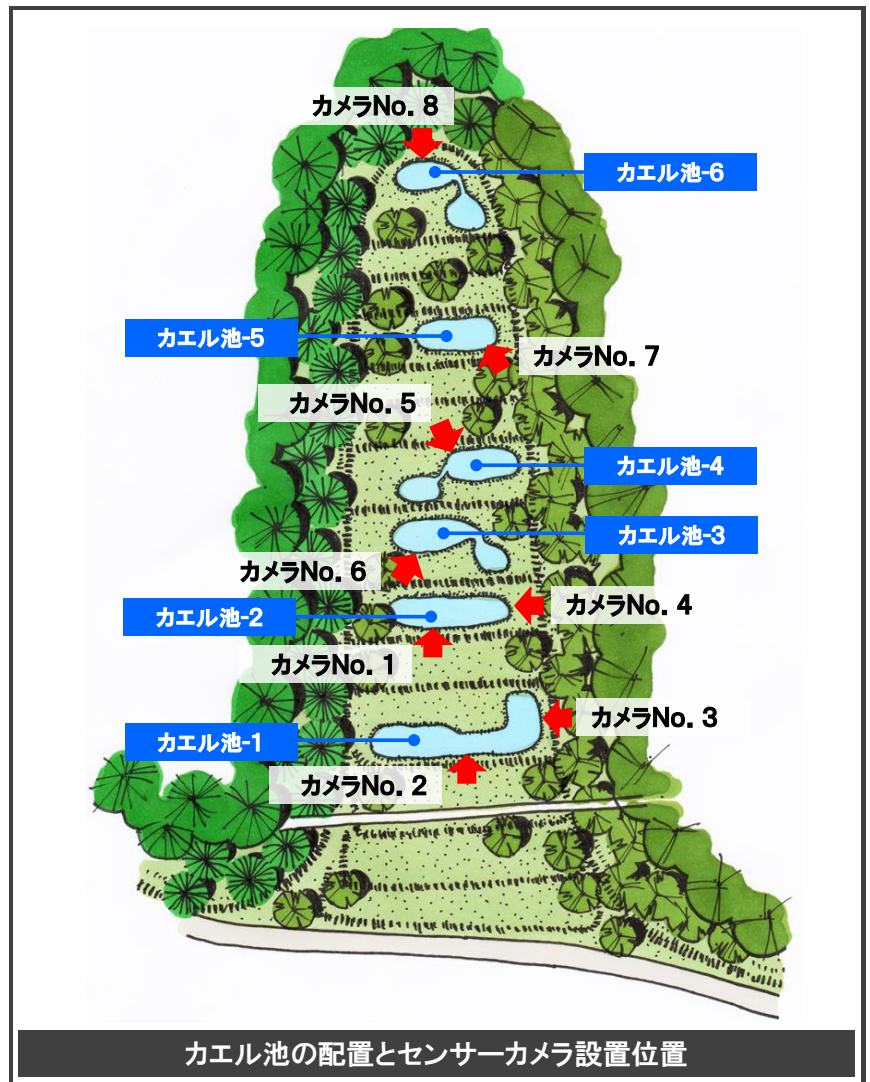 カメラNo. 8
カエル池-6
カエル池-5
カメラNo. 7
カメラNo. 5
カエル池-4
カエル池-3
カメラNo. 6
カエル池-2
カメラNo. 4
カメラNo. 1
カメラNo. 3
カエル池-1
カメラNo. 2
カエル池の配置とセンサーカメラ設置位置